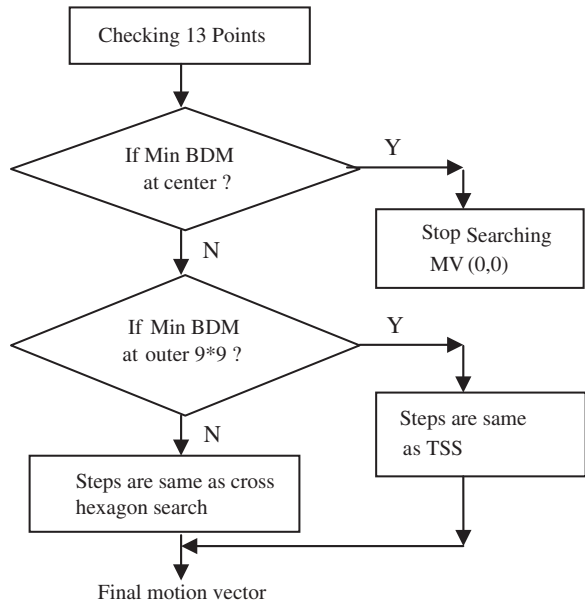 Checking 13 Points
If Min BDM
at center ?
Y
Stop Searching
MV (0,0)
N
If Min BDM
at outer 9*9 ?
Y
Steps are same
as TSS
N
Steps are same as cross
hexagon search
Final motion vector